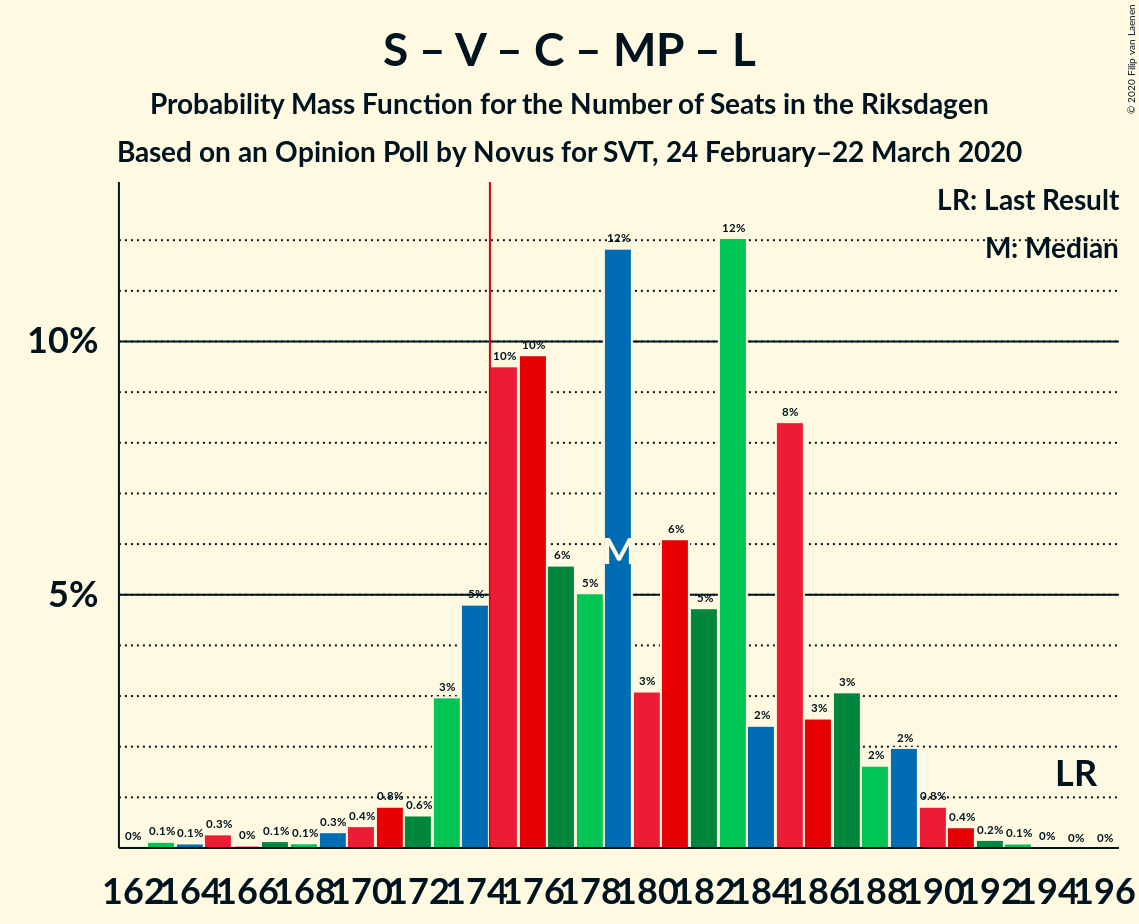 S – V – C – MP – L
Probability Mass Function for the Number of Seats in the Riksdagen
Based on an Opinion Poll by Novus for SVT, 24 February–22 March 2020
© 2020 Filip van Laenen
LR: Last Result
M: Median
10%
5%
0% 0.1% 0.1% 0.3% 0% 0.1% 0.1% 0.3% 0.4% 0.8% 0.6% 3% 5% 10% 10% 6% 5% 12% 3% 6% 5% 12% 2% 8% 3% 3% 2% 2% 0.8% 0.4% 0.2% 0.1% 0% 0% 0%
M
LR
162 164 166 168 170 172 174 176 178 180 182 184 186 188 190 192 194 196